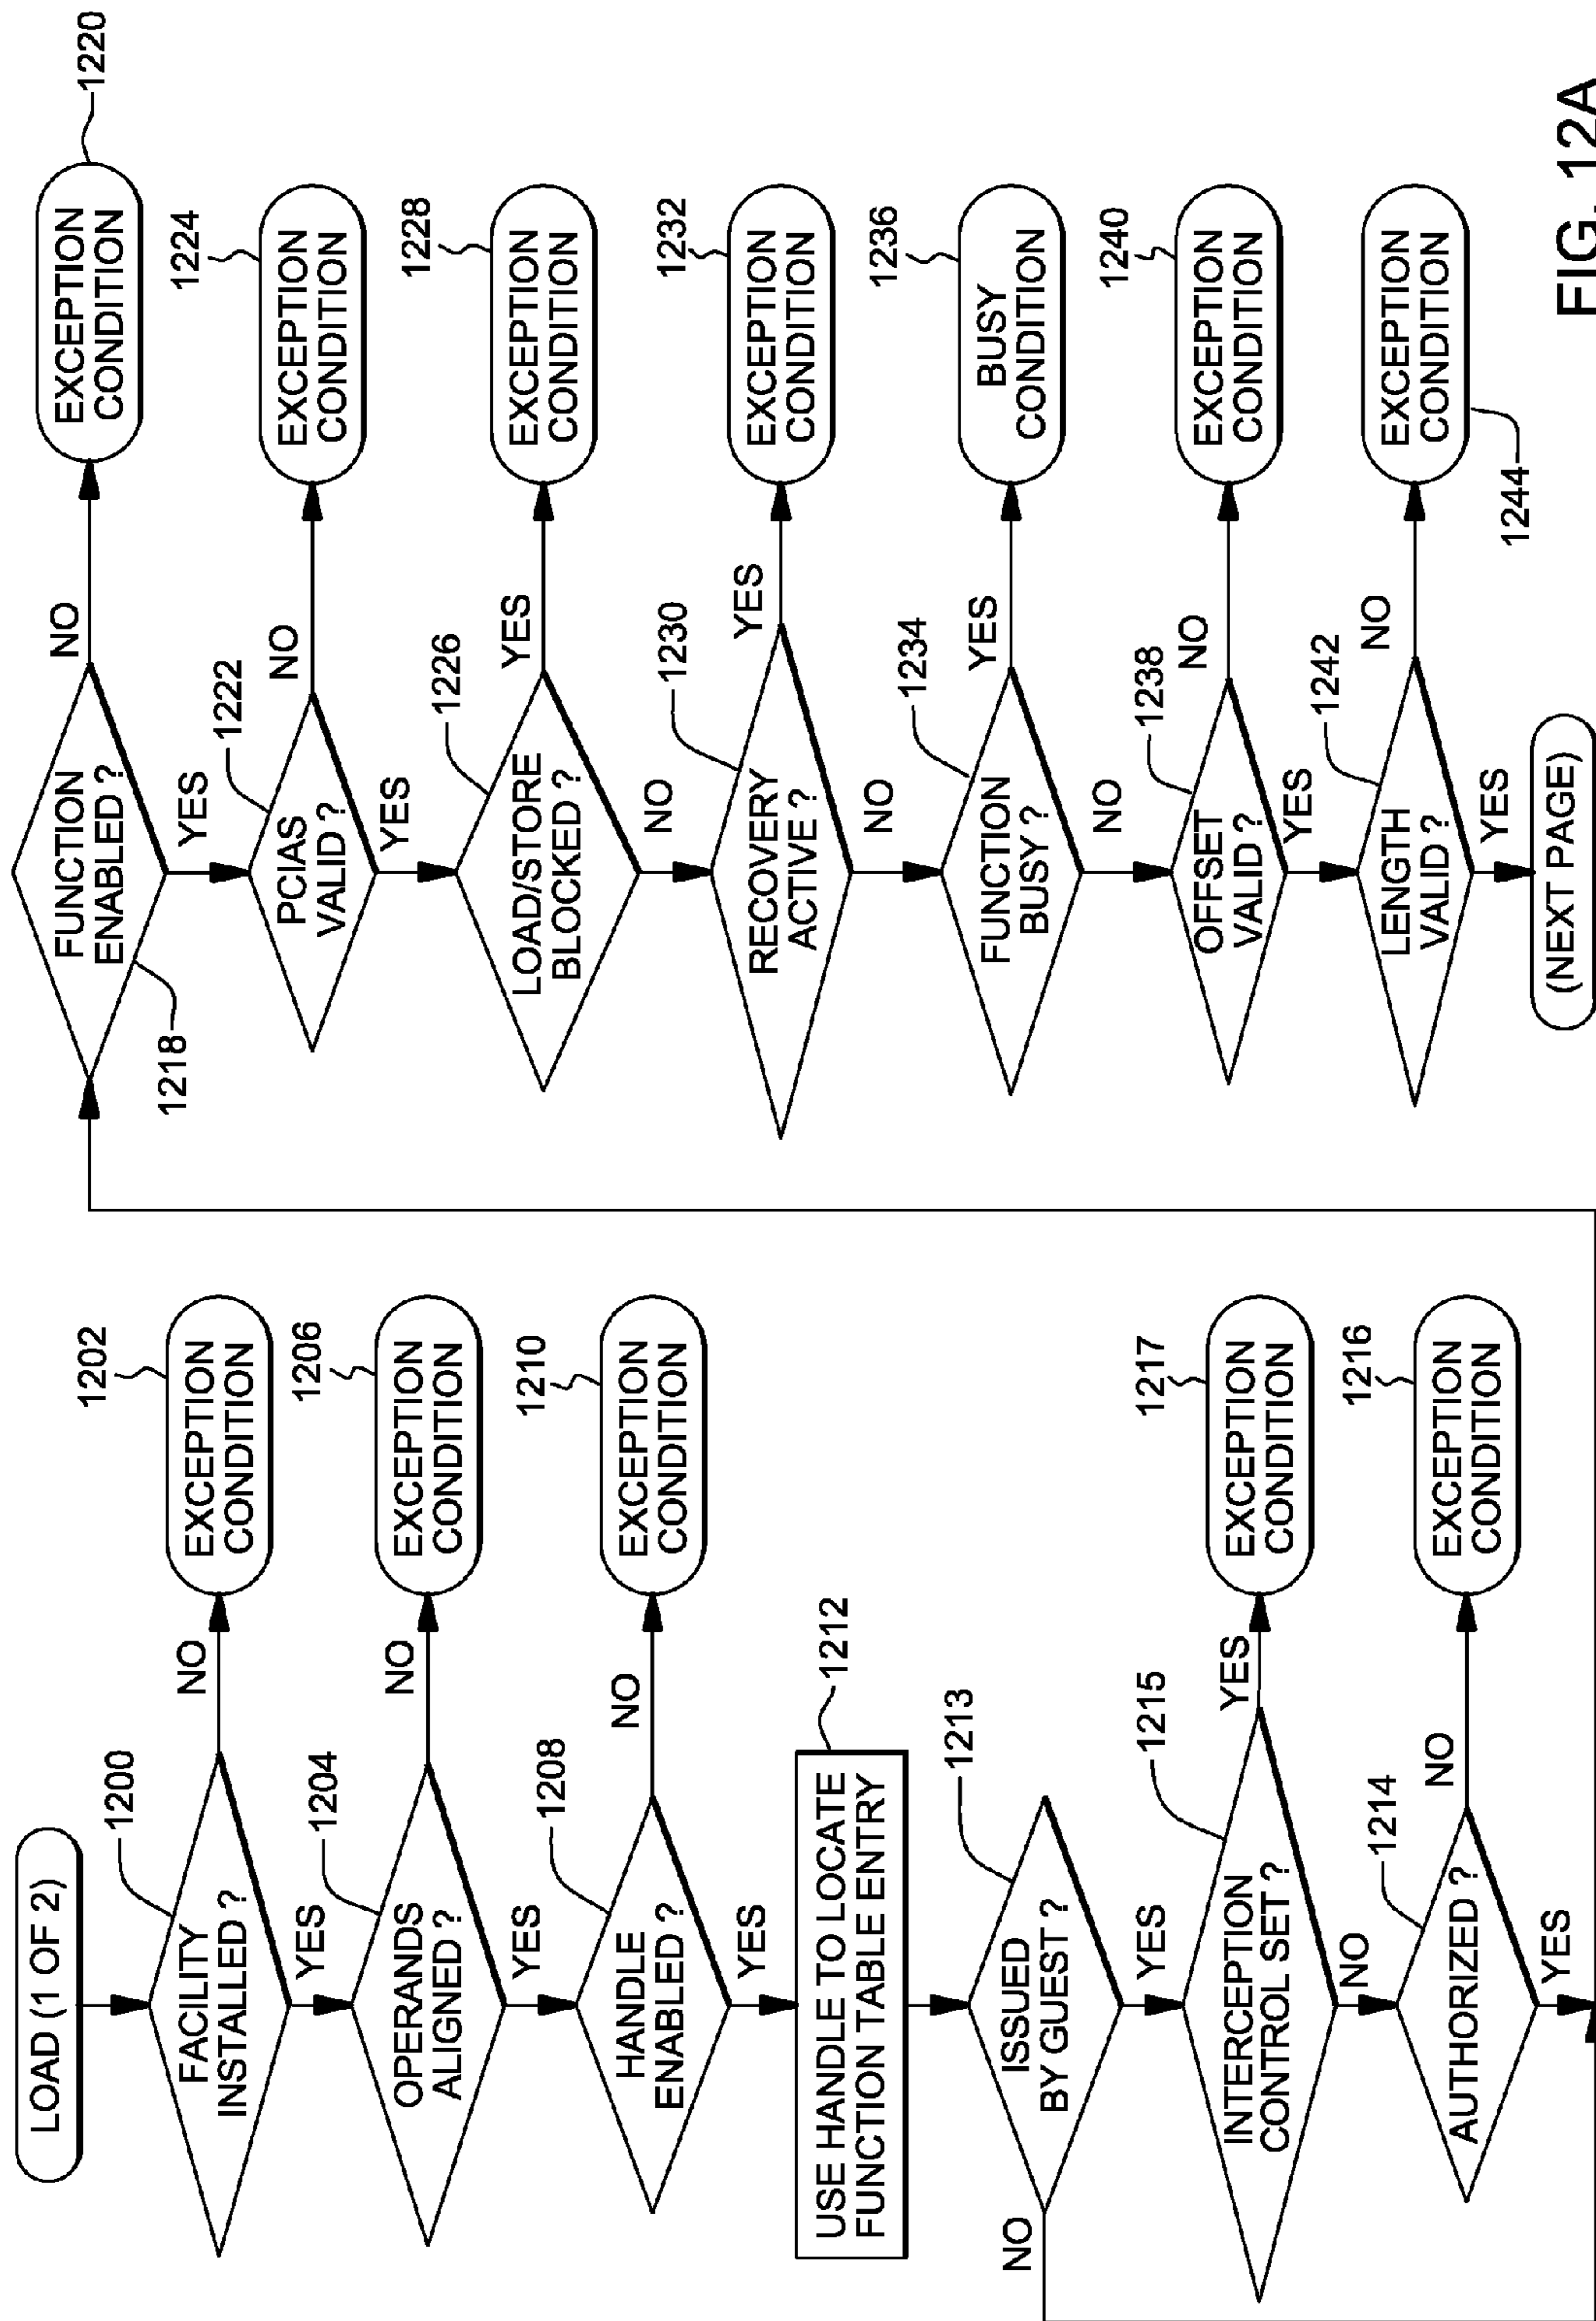 LOAD (1 OF 2)
1200
FACILITY
INSTALLED ?
NO
1202
EXCEPTION
CONDITION
YES
1204
OPERANDS
ALIGNED ?
NO
1206
EXCEPTION
CONDITION
YES
1208
HANDLE
ENABLED ?
NO
1210
EXCEPTION
CONDITION
YES
USE HANDLE TO LOCATE
FUNCTION TABLE ENTRY
1212
1213
ISSUED
BY GUEST ?
NO
YES
1215
INTERCEPTION
CONTROL SET ?
YES
1217
EXCEPTION
CONDITION
NO
1214
AUTHORIZED ?
NO
1216
EXCEPTION
CONDITION
YES
1218
FUNCTION
ENABLED ?
NO
EXCEPTION
CONDITION
1220
YES
1222
PCIAS
VALID ?
NO
1224
EXCEPTION
CONDITION
YES
1226
LOAD/STORE
BLOCKED ?
YES
1228
EXCEPTION
CONDITION
NO
1230
RECOVERY
ACTIVE ?
YES
1232
EXCEPTION
CONDITION
NO
1234
FUNCTION
BUSY ?
YES
1236
BUSY
CONDITION
NO
1238
OFFSET
VALID ?
NO
1240
EXCEPTION
CONDITION
YES
1242
LENGTH
VALID ?
NO
EXCEPTION
CONDITION
1244
YES
(NEXT PAGE)
FIG. 12A